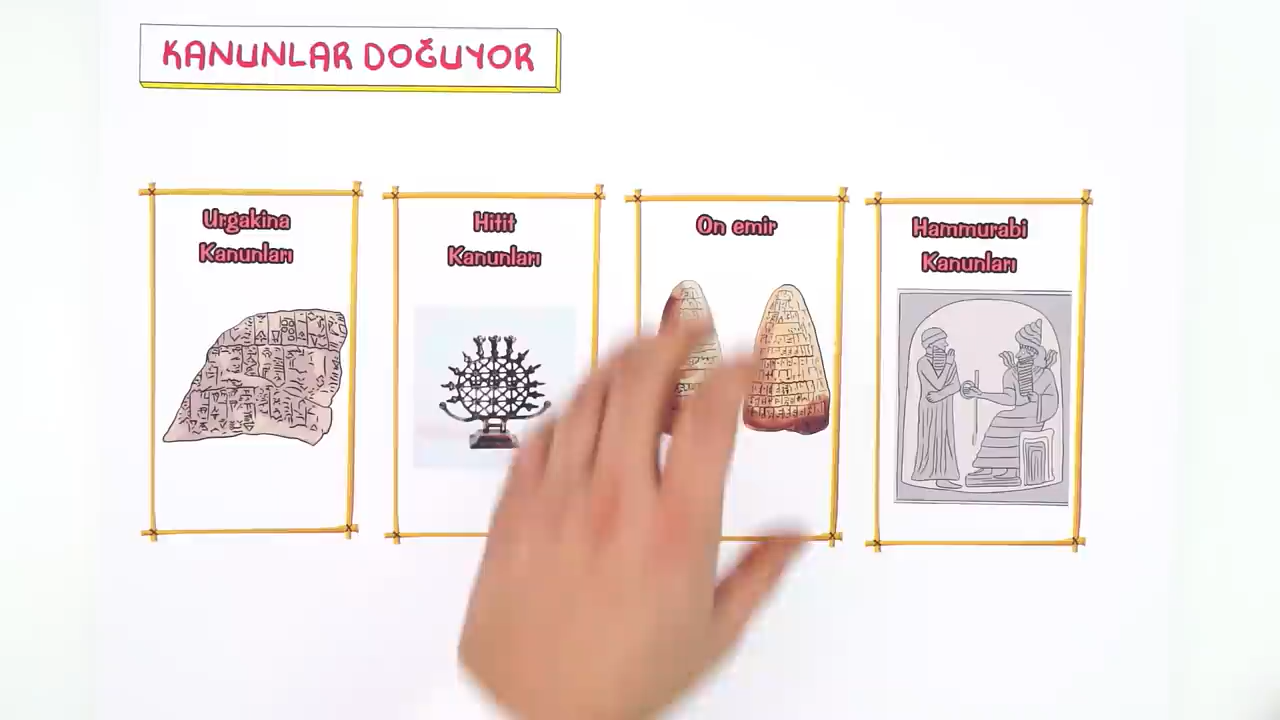 KANUNLAR DOĞUYOR
Urgakina
Kanunları
Hitit
Kanunları
On emir
Hammurabi
Kanunları